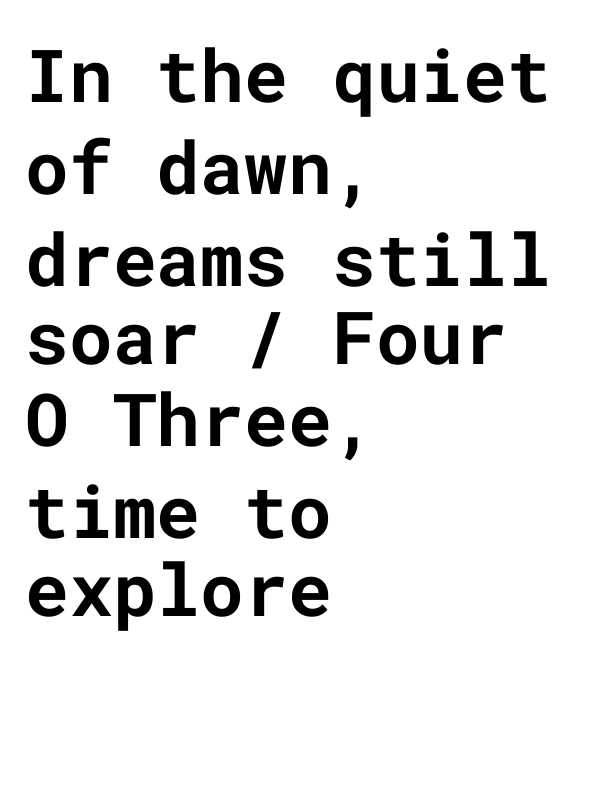 In the quiet
of dawn,
dreams still
soar / Four
O Three,
time to
explore